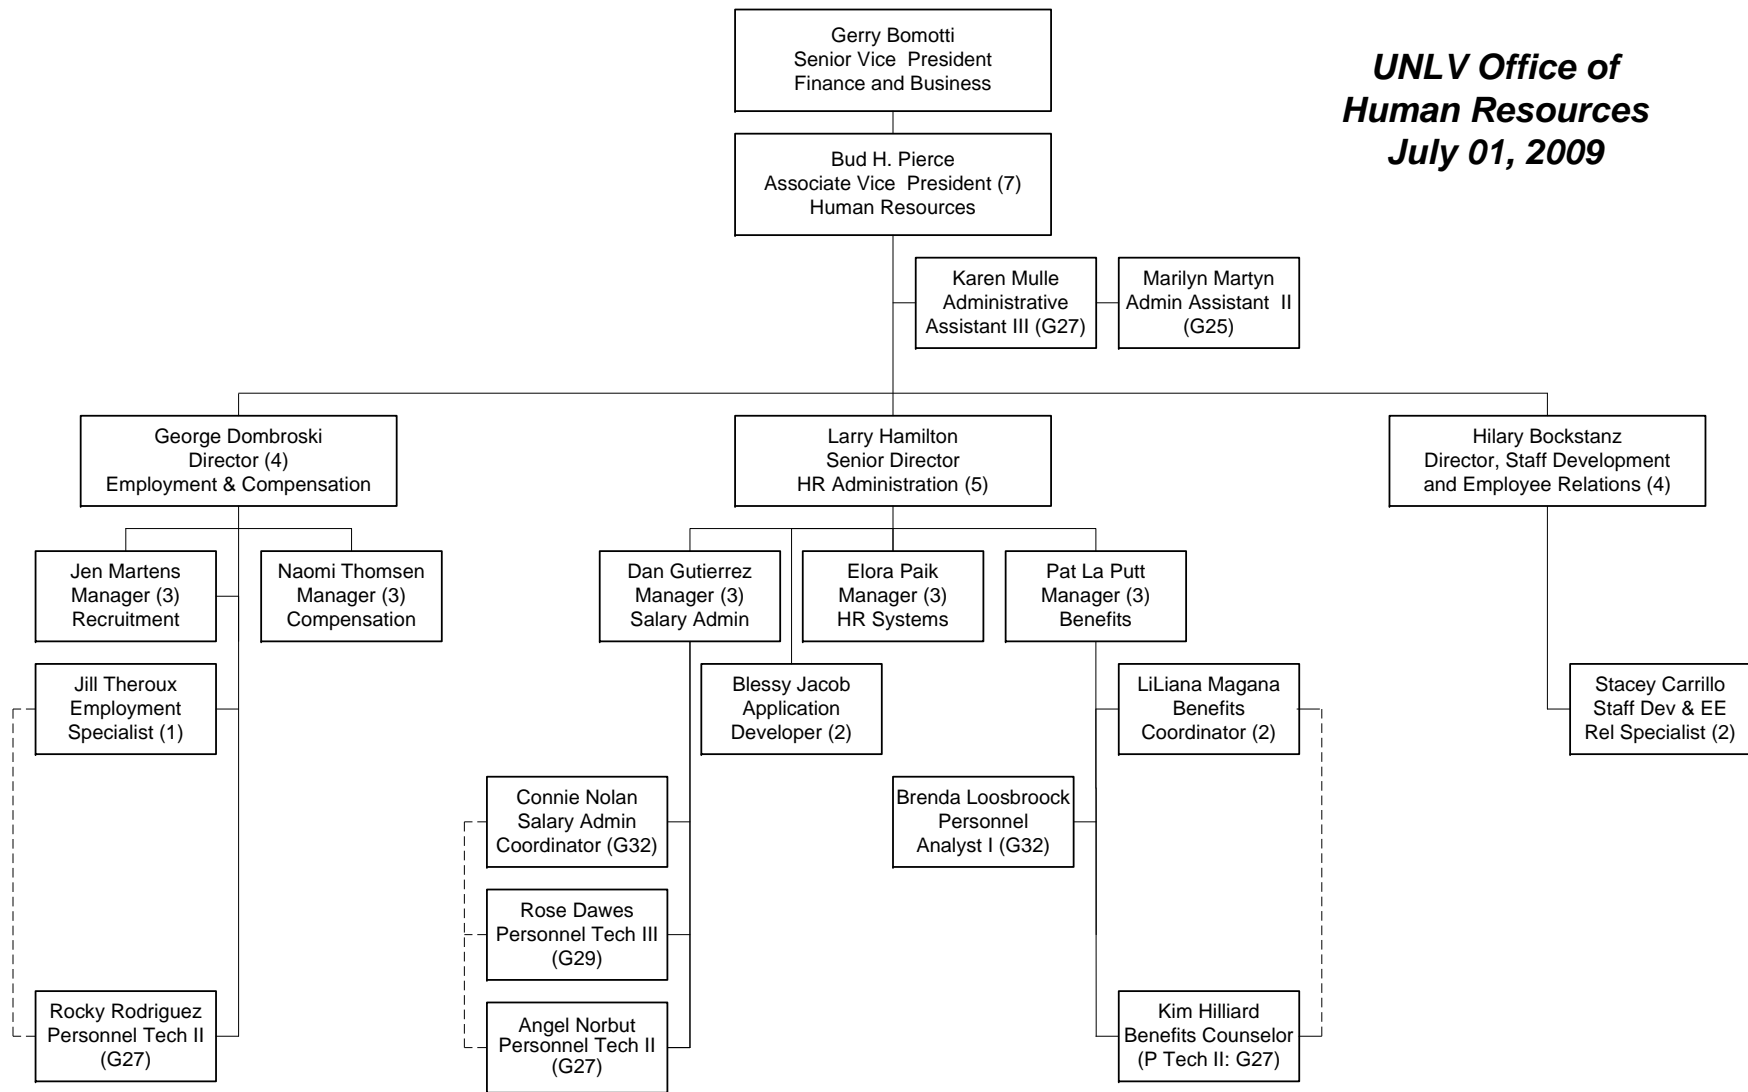 UNLV Office of
Human Resources
July 01, 2009
Gerry Bomotti
Senior Vice President
Finance and Business
Bud H. Pierce
Associate Vice President (7)
Human Resources
Karen Mulle
Administrative
Assistant III (G27)
Marilyn Martyn
Admin Assistant II
(G25)
George Dombroski
Director (4)
Employment & Compensation
Larry Hamilton
Senior Director
HR Administration (5)
Hilary Bockstanz
Director, Staff Development
and Employee Relations (4)
Jen Martens
Manager (3)
Recruitment
Naomi Thomsen
Manager (3)
Compensation
Dan Gutierrez
Manager (3)
Salary Admin
Elora Paik
Manager (3)
HR Systems
Pat La Putt
Manager (3)
Benefits
Jill Theroux
Employment
Specialist (1)
Blessy Jacob
Application
Developer (2)
LiLiana Magana
Benefits
Coordinator (2)
Stacey Carrillo
Staff Dev & EE
Rel Specialist (2)
Connie Nolan
Salary Admin
Coordinator (G32)
Brenda Loosbroock
Personnel
Analyst I (G32)
Rose Dawes
Personnel Tech III
(G29)
Rocky Rodriguez
Personnel Tech II
(G27)
Angel Norbut
Personnel Tech II
(G27)
Kim Hilliard
Benefits Counselor
(P Tech II: G27)